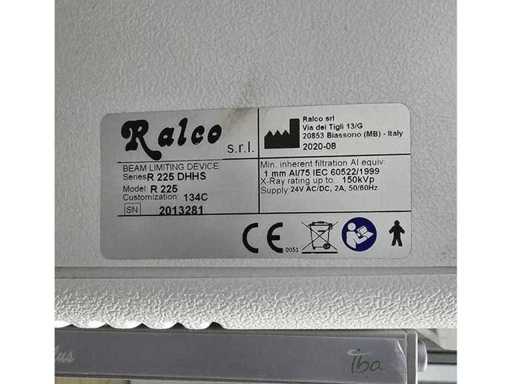 Ralco s.r.l.
BEAM LIMITING DEVICE
Series R 225 DHHS
Model: R 225
Customization: 134C
SN 2013281
Ralco srl
Via dei Tigli 13/G
20853 Biassono (MB) - Italy
2020-08
Min. inherent filtration Al equiv.
1 mm Al/75 IEC 60522/1999
X-Ray rating up to: 150kVp
Supply 24V AC/DC, 2A, 50/60Hz
CE 0051
lus
iba